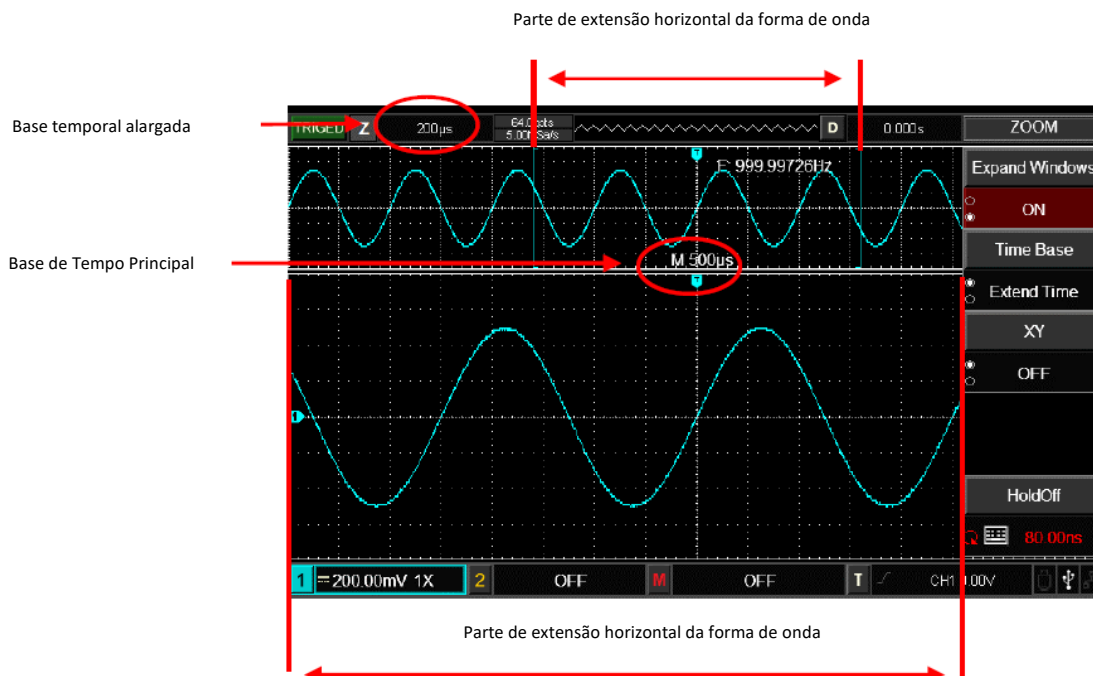 Parte de extensão horizontal da forma de onda
Base temporal alargada
TRIGED Z 200µs
D 0.000s ZOOM
F 999.99726Hz
Expand Windows
ON
Base de Tempo Principal
M 500µs
Time Base
Extend Time
XY
OFF
1
HoldOff
80.00ns
1 200.00mV 1X 2 OFF M OFF T CH1
Parte de extensão horizontal da forma de onda